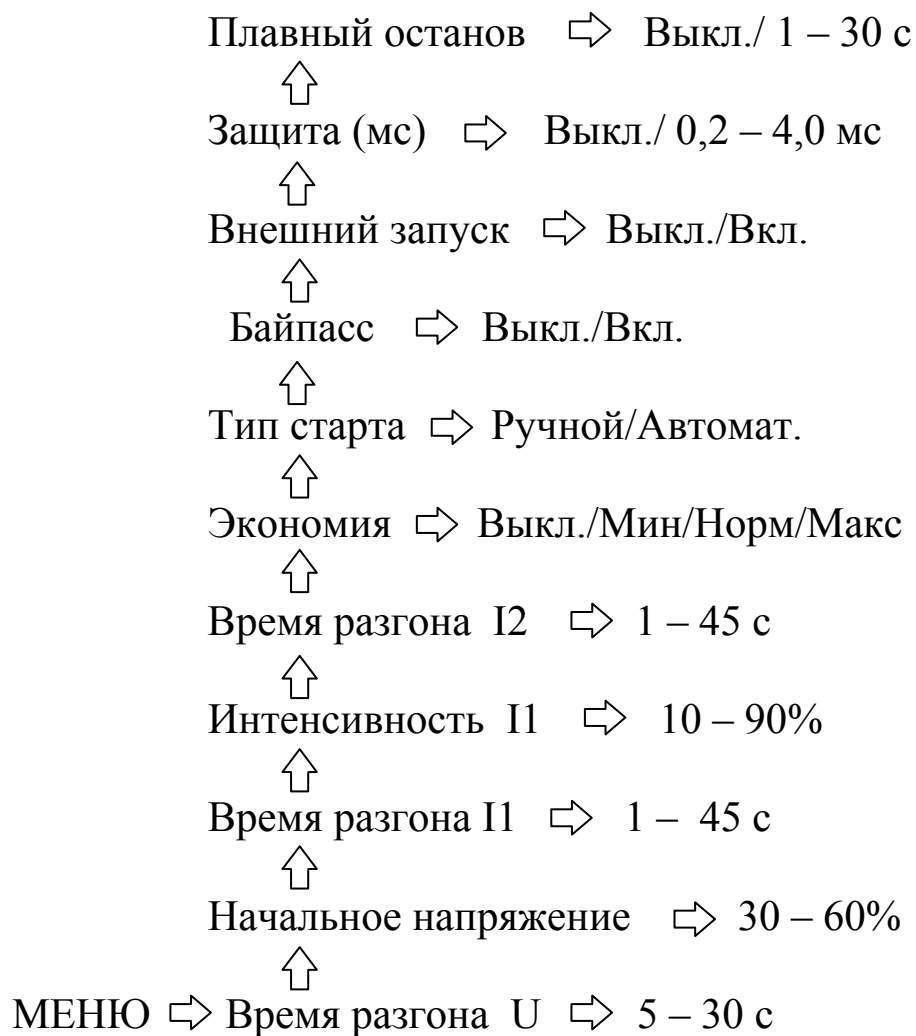 Плавный останов ⇨ Выкл./ 1 – 30 с
Защита (мс) ⇨ Выкл./ 0,2 – 4,0 мс
Внешний запуск ⇨ Выкл./Вкл.
Байпасс ⇨ Выкл./Вкл.
Тип старта ⇨ Ручной/Автомат.
Экономия ⇨ Выкл./Мин/Норм/Макс
Время разгона I2 ⇨ 1 – 45 с
Интенсивность I1 ⇨ 10 – 90%
Время разгона I1 ⇨ 1 – 45 с
Начальное напряжение ⇨ 30 – 60%
МЕНЮ ⇨ Время разгона U ⇨ 5 – 30 с